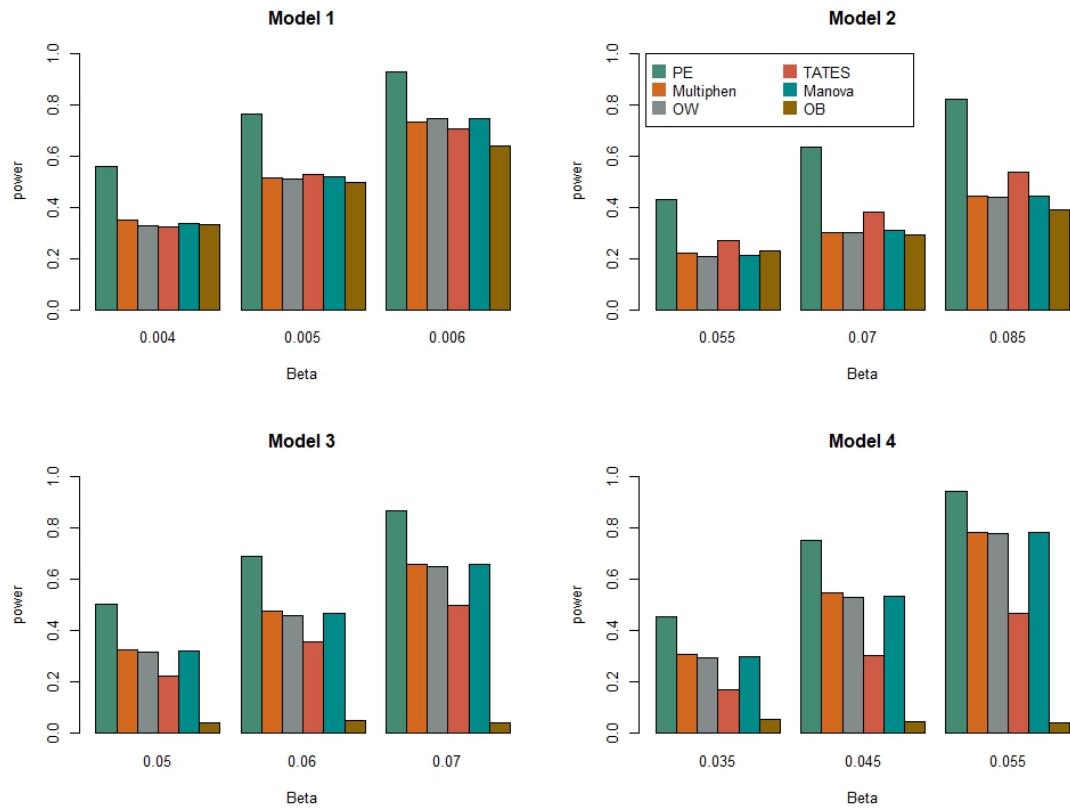 Model 1
power
0.0 0.2 0.4 0.6 0.8 1.0
0.004 0.005 0.006
Beta
Model 2
power
0.0 0.2 0.4 0.6 0.8 1.0
PE TATES
Multiphen Manova
OW OB
0.055 0.07 0.085
Beta
Model 3
power
0.0 0.2 0.4 0.6 0.8 1.0
0.05 0.06 0.07
Beta
Model 4
power
0.0 0.2 0.4 0.6 0.8 1.0
0.035 0.045 0.055
Beta